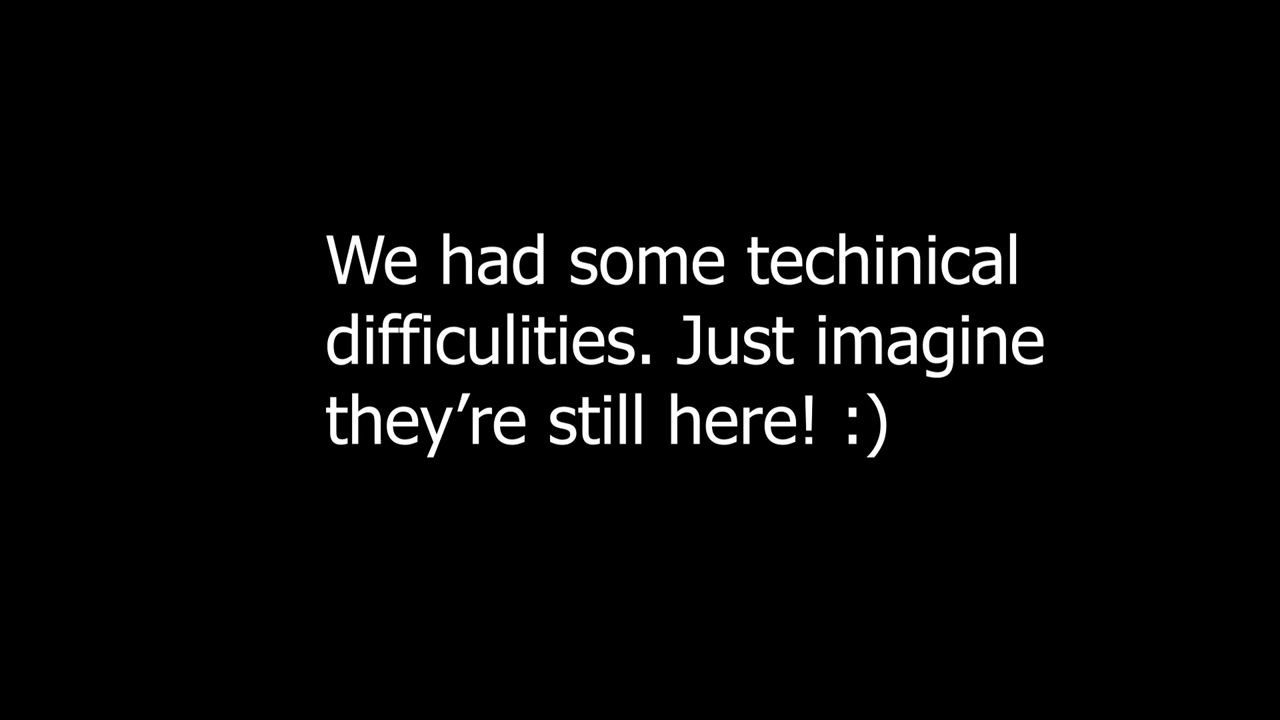 We had some techinical
difficulities. Just imagine
they’re still here! :)